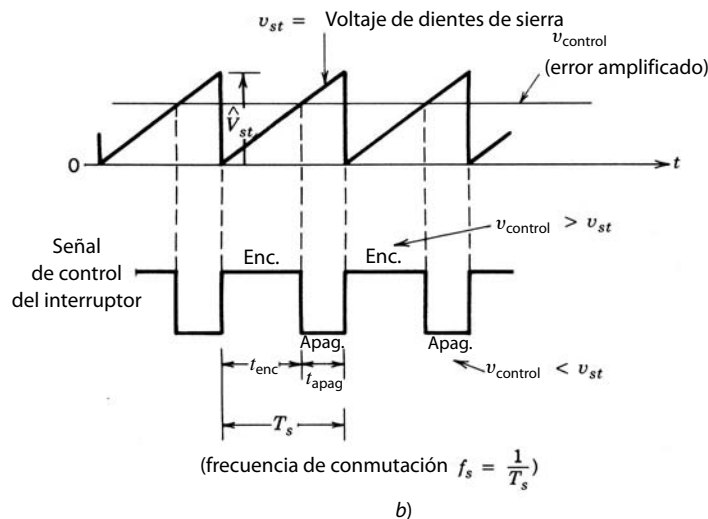 v_st = Voltaje de dientes de sierra
v_control
(error amplificado)
V̂_st
0
t
v_control > v_st
Señal
de control
del interruptor
Enc.
Enc.
Apag.
Apag.
t_enc
t_apag
v_control < v_st
T_s
(frecuencia de conmutación f_s = 1/T_s)
b)